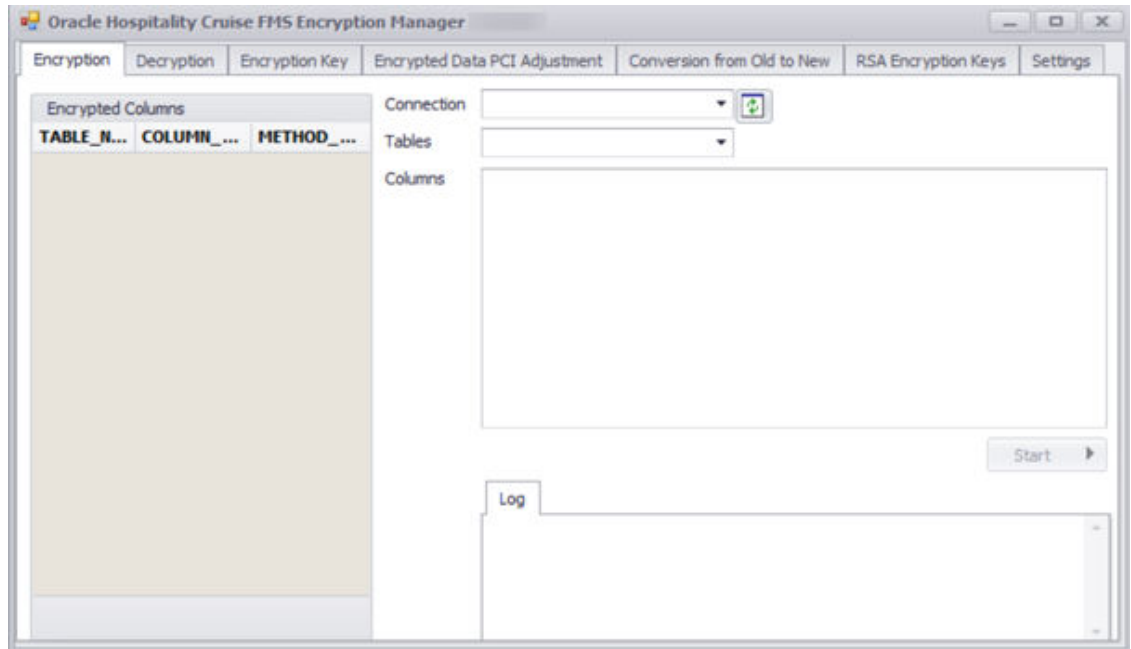 Oracle Hospitality Cruise FMS Encryption Manager
Encryption Decryption Encryption Key Encrypted Data PCI Adjustment Conversion from Old to New RSA Encryption Keys Settings
Encrypted Columns
TABLE_N... COLUMN_... METHOD_...
Connection
Tables
Columns
Start
Log